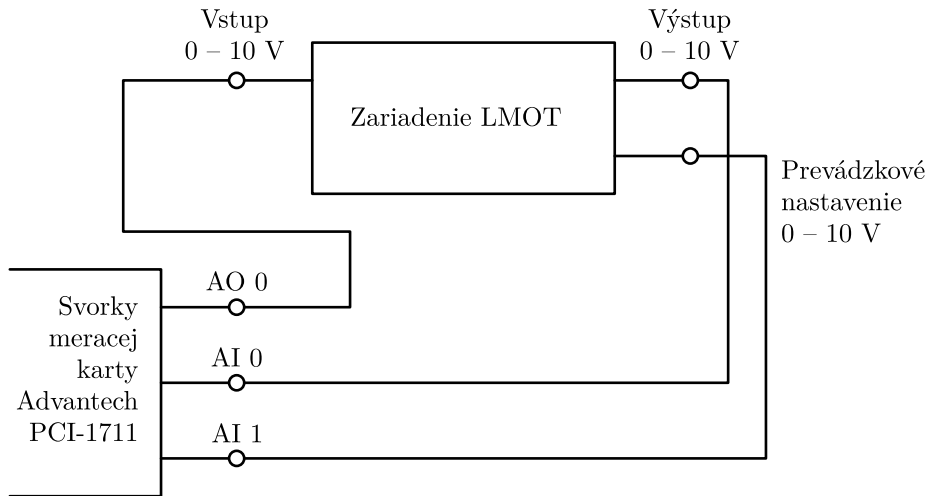 Vstup
0 – 10 V
Výstup
0 – 10 V
Zariadenie LMOT
Prevádzkové
nastavenie
0 – 10 V
AO 0
AI 0
AI 1
Svorky
meracej
karty
Advantech
PCI-1711